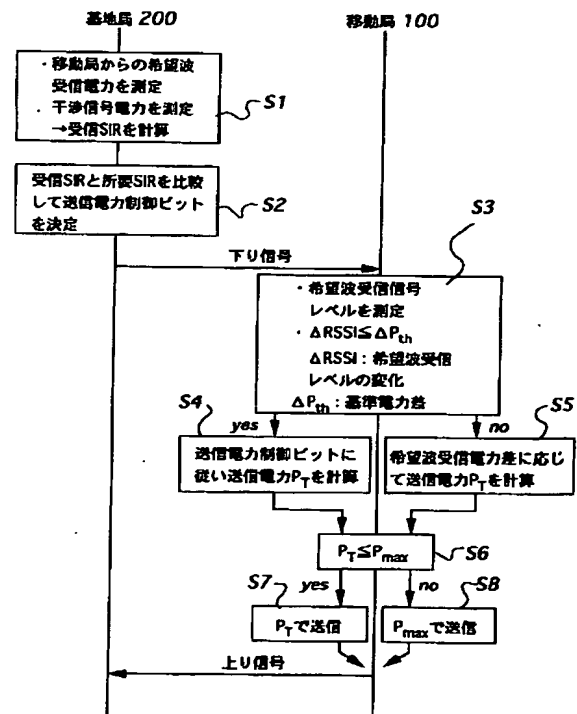 基地局 200
移動局 100
・移動局からの希望波
受信電力を測定
・干渉信号電力を測定
→受信SIRを計算
S1
受信SIRと所要SIRを比較
して送信電力制御ビット
を決定
S2
下り信号
S3
・希望波受信信号
レベルを測定
・ΔRSSI≦ΔPth
ΔRSSI：希望波受信
レベルの変化
ΔPth：基準電力差
S4
yes
no
S5
送信電力制御ビットに
従い送信電力PTを計算
希望波受信電力差に応じ
て送信電力PTを計算
PT≦Pmax
S6
S7
yes
no
S8
PTで送信
Pmaxで送信
上り信号